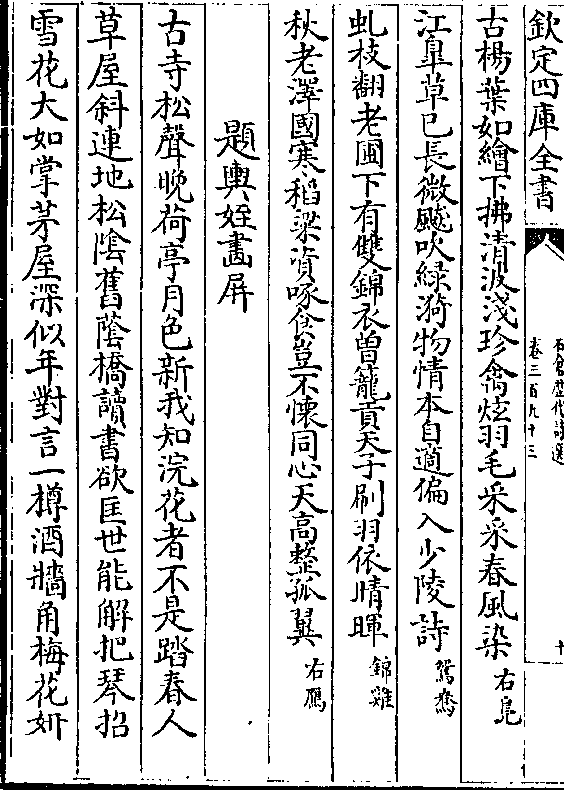 欽定四庫全書
石倉歴代詩選
卷三百九十三
十
古楊葉如繪下拂清波淺珍禽炫羽毛采采春風染右鳬
江臯草已長微颷吹緑漪物情本自適偏入少陵詩鴛鴦
虬枝翻老圃下有雙錦衣曽籠貢天子刷羽依晴暉錦雞
秋老澤國寒稻粱資啄食豈不懷同心天高整孤翼右鴈
題輿姪畫屏
古寺松聲晚荷亭月色新我知浣花者不是踏春人
草屋斜連地松陰舊蔭橋讀書欲匡世能解把琴招
雪花大如掌茅屋深似年對言一樽酒牆角梅花妍